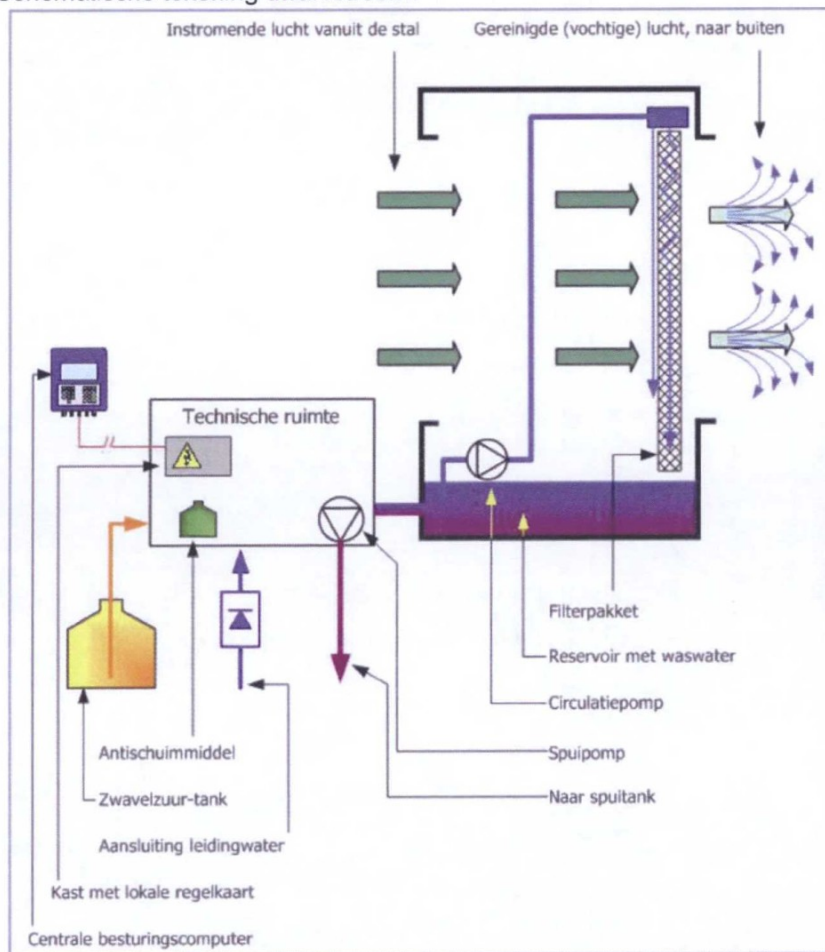 Instromende lucht vanuit de stal
Gereinigde (vochtige) lucht, naar buiten
Technische ruimte
Filterpakket
Reservoir met waswater
Circulatiepomp
Antischuimmiddel
Spuipomp
Zwavelzuur-tank
Naar spuitank
Aansluiting leidingwater
Kast met lokale regelkaart
Centrale besturingscomputer